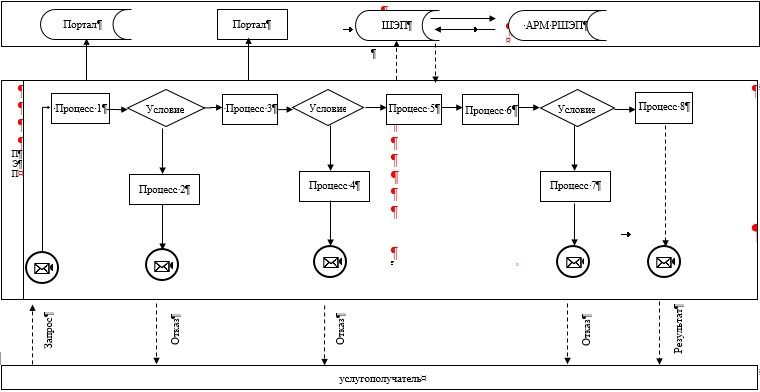 Портал¶
Портал¶
ШЭП¶
·АРМ·РШЭП¶
ПЭП¤
·Процесс·1¶
Условие
Процесс·3¶
Условие
Процесс·5¶
Процесс·6¶
Условие
Процесс·8¶
Процесс·2¶
Процесс·4¶
Процесс·7¶
Запрос¶
Отказ¶
Отказ¶
Отказ¶
Результат¶
услугополучатель¤